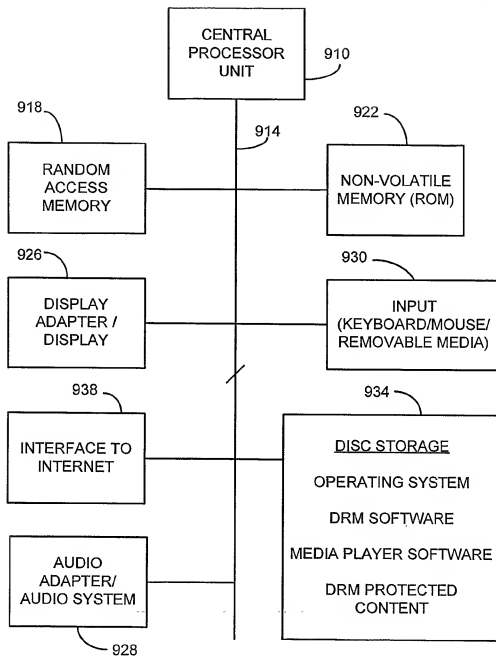 CENTRAL
PROCESSOR
UNIT
910
918
914
922
RANDOM
ACCESS
MEMORY
NON-VOLATILE
MEMORY (ROM)
926
930
DISPLAY
ADAPTER /
DISPLAY
INPUT
(KEYBOARD/MOUSE/
REMOVABLE MEDIA)
938
934
INTERFACE TO
INTERNET
DISC STORAGE
OPERATING SYSTEM
DRM SOFTWARE
MEDIA PLAYER SOFTWARE
DRM PROTECTED
CONTENT
AUDIO
ADAPTER/
AUDIO SYSTEM
928